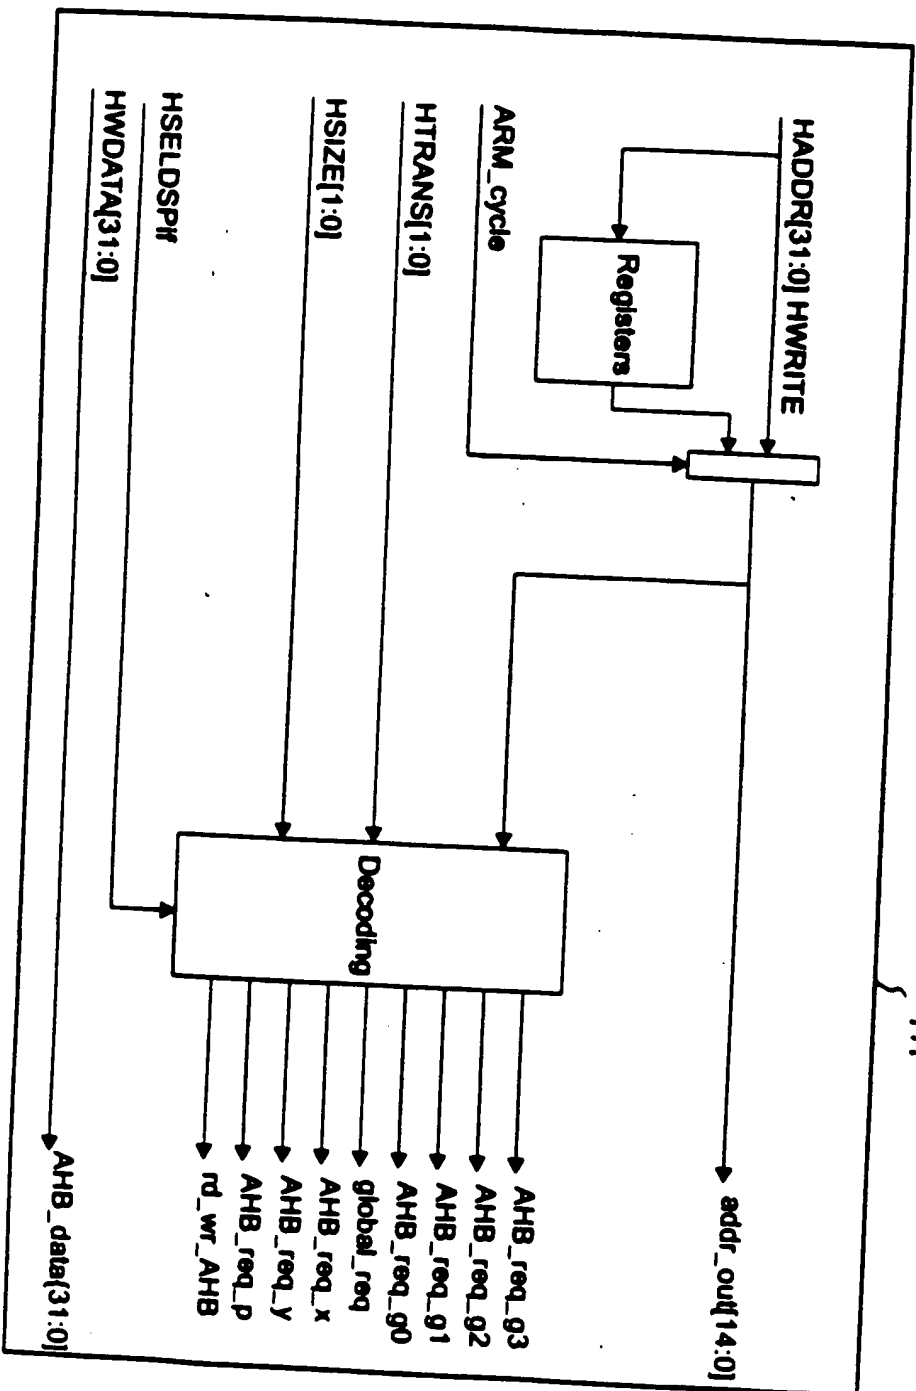 HADDR[31:0] HWRITE
Registers
ARM_cycle
HTRANS[1:0]
HSIZE[1:0]
HSELDSPIf
HWDATA[31:0]
Decoding
addr_out[14:0]
AHB_req_g3
AHB_req_g2
AHB_req_g1
AHB_req_g0
global_req
AHB_req_x
AHB_req_y
AHB_req_p
rd_wr_AHB
AHB_data[31:0]